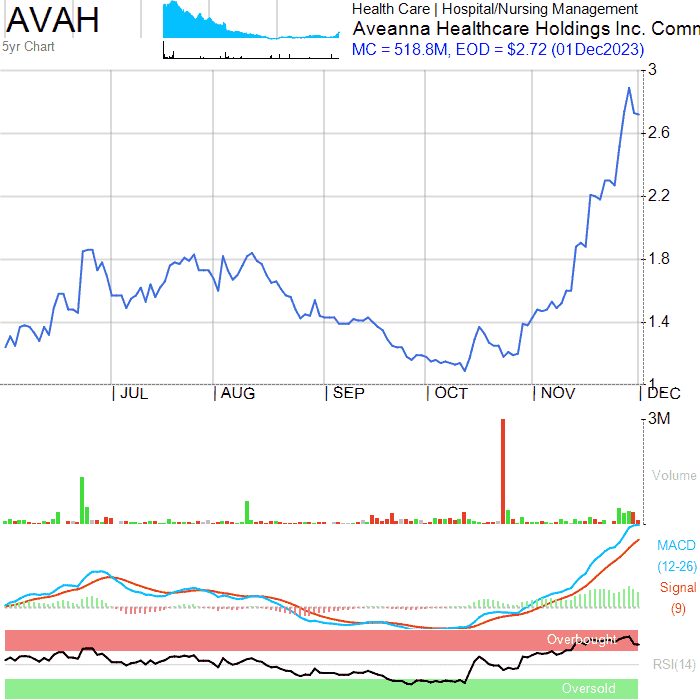 AVAH
5yr Chart
Health Care | Hospital/Nursing Management
Aveanna Healthcare Holdings Inc. Comm
MC = 518.8M, EOD = $2.72 (01Dec2023)
3
2.6
2.2
1.8
1.4
1
JUL
AUG
SEP
OCT
NOV
DEC
3M
Volume
MACD
(12-26)
Signal
(9)
Overbought
RSI(14)
Oversold